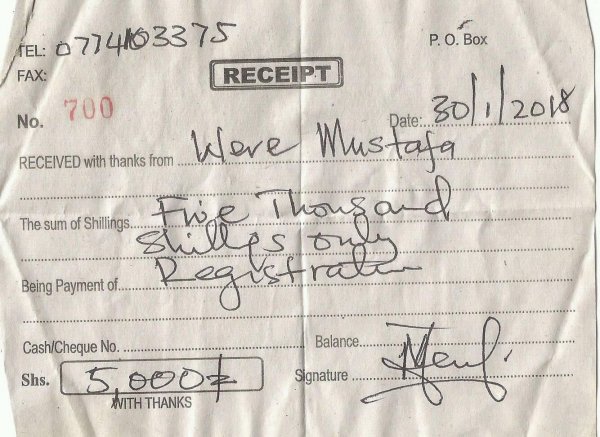 TEL: 0774103375
P. O. Box
FAX:
RECEIPT
No. 700
Date: 30/1/2018
RECEIVED with thanks from Were Mustafa
The sum of Shillings Five Thousand
Shillgs only
Being Payment of Registration
Cash/Cheque No.
Balance
Shs. 5,000/=
Signature
WITH THANKS